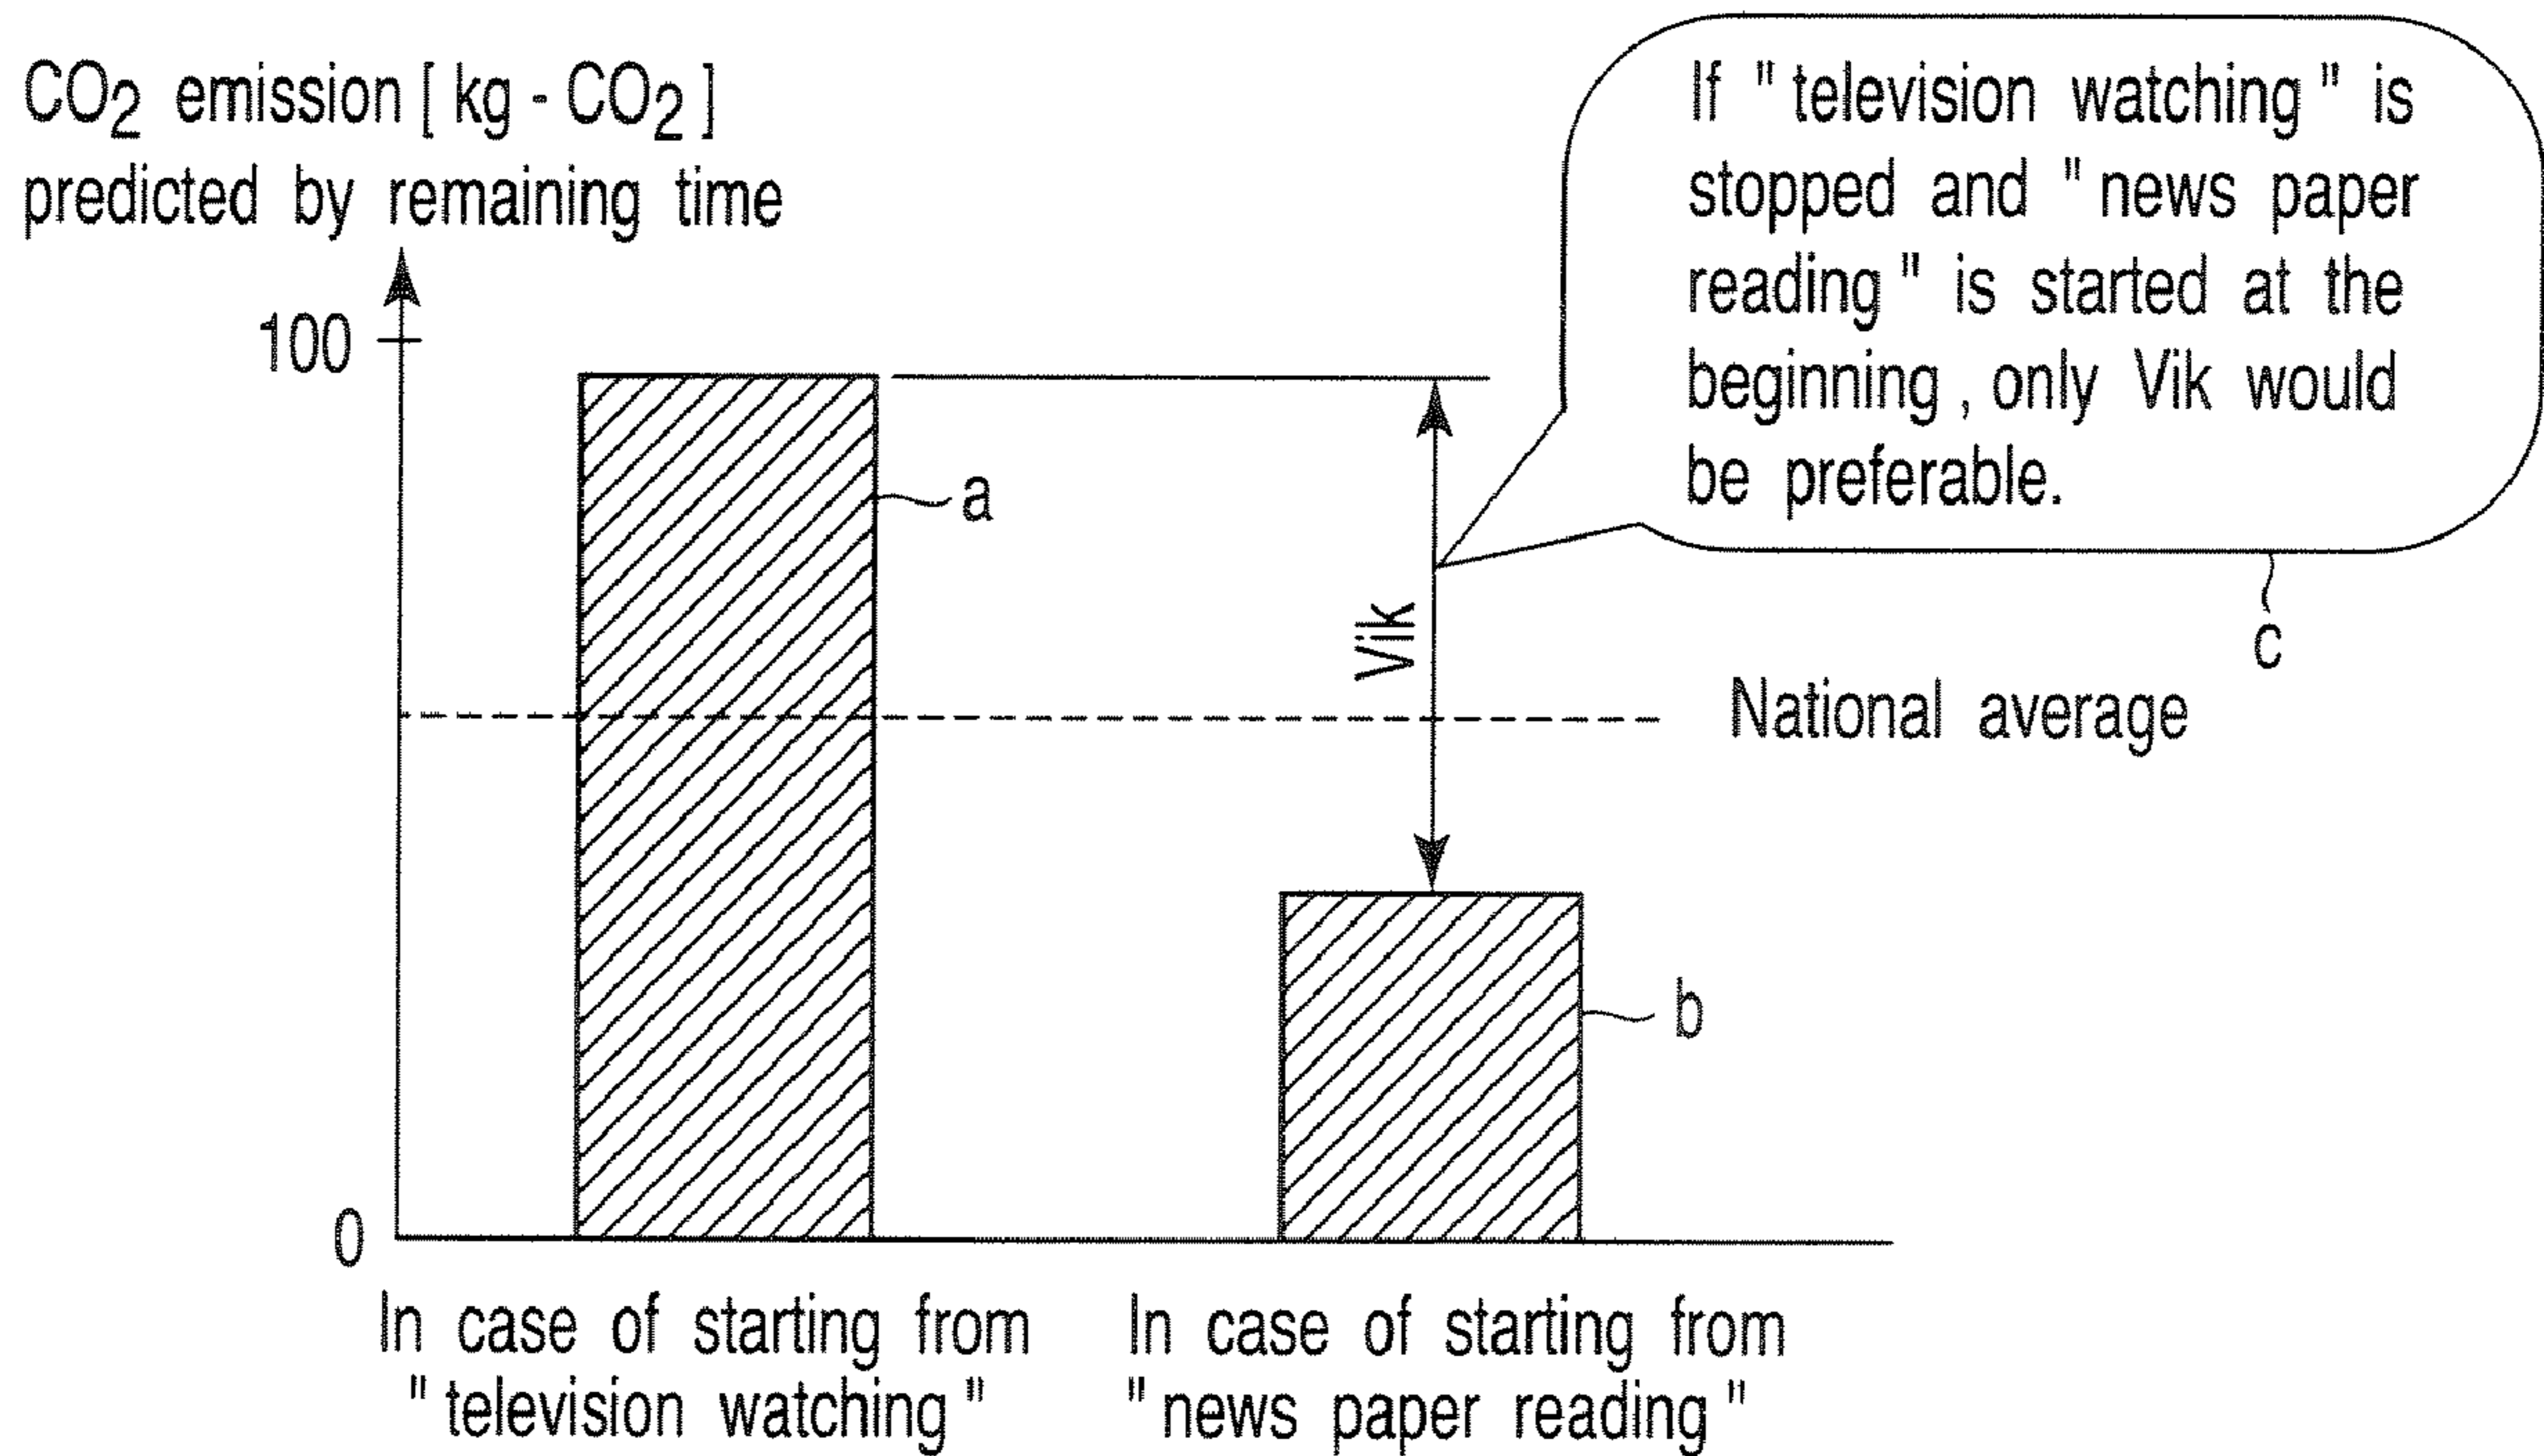 CO2 emission [ kg - CO2 ]
predicted by remaining time
100
0
a
b
c
Vik
National average
If " television watching " is
stopped and " news paper
reading " is started at the
beginning , only Vik would
be preferable.
In case of starting from
" television watching "
In case of starting from
" news paper reading "